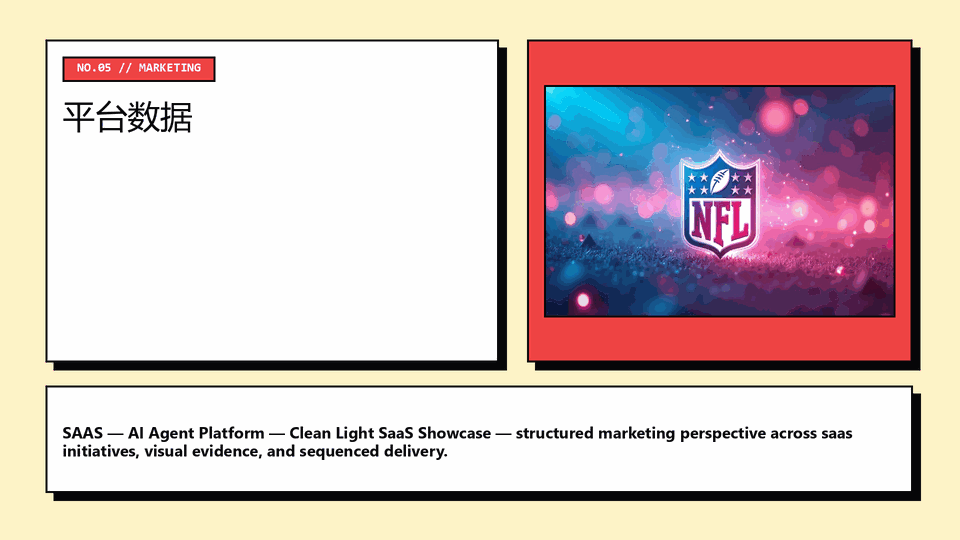 NO.05 // MARKETING
平台数据
NFL
SAAS — AI Agent Platform — Clean Light SaaS Showcase — structured marketing perspective across saas
initiatives, visual evidence, and sequenced delivery.